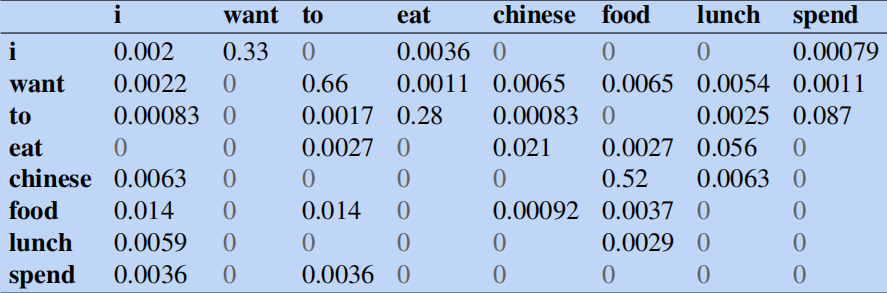 i want to eat chinese food lunch spend
i 0.002 0.33 0 0.0036 0 0 0 0.00079
want 0.0022 0 0.66 0.0011 0.0065 0.0065 0.0054 0.0011
to 0.00083 0 0.0017 0.28 0.00083 0 0.0025 0.087
eat 0 0 0.0027 0 0.021 0.0027 0.056 0
chinese 0.0063 0 0 0 0 0.52 0.0063 0
food 0.014 0 0.014 0 0.00092 0.0037 0 0
lunch 0.0059 0 0 0 0 0.0029 0 0
spend 0.0036 0 0.0036 0 0 0 0 0